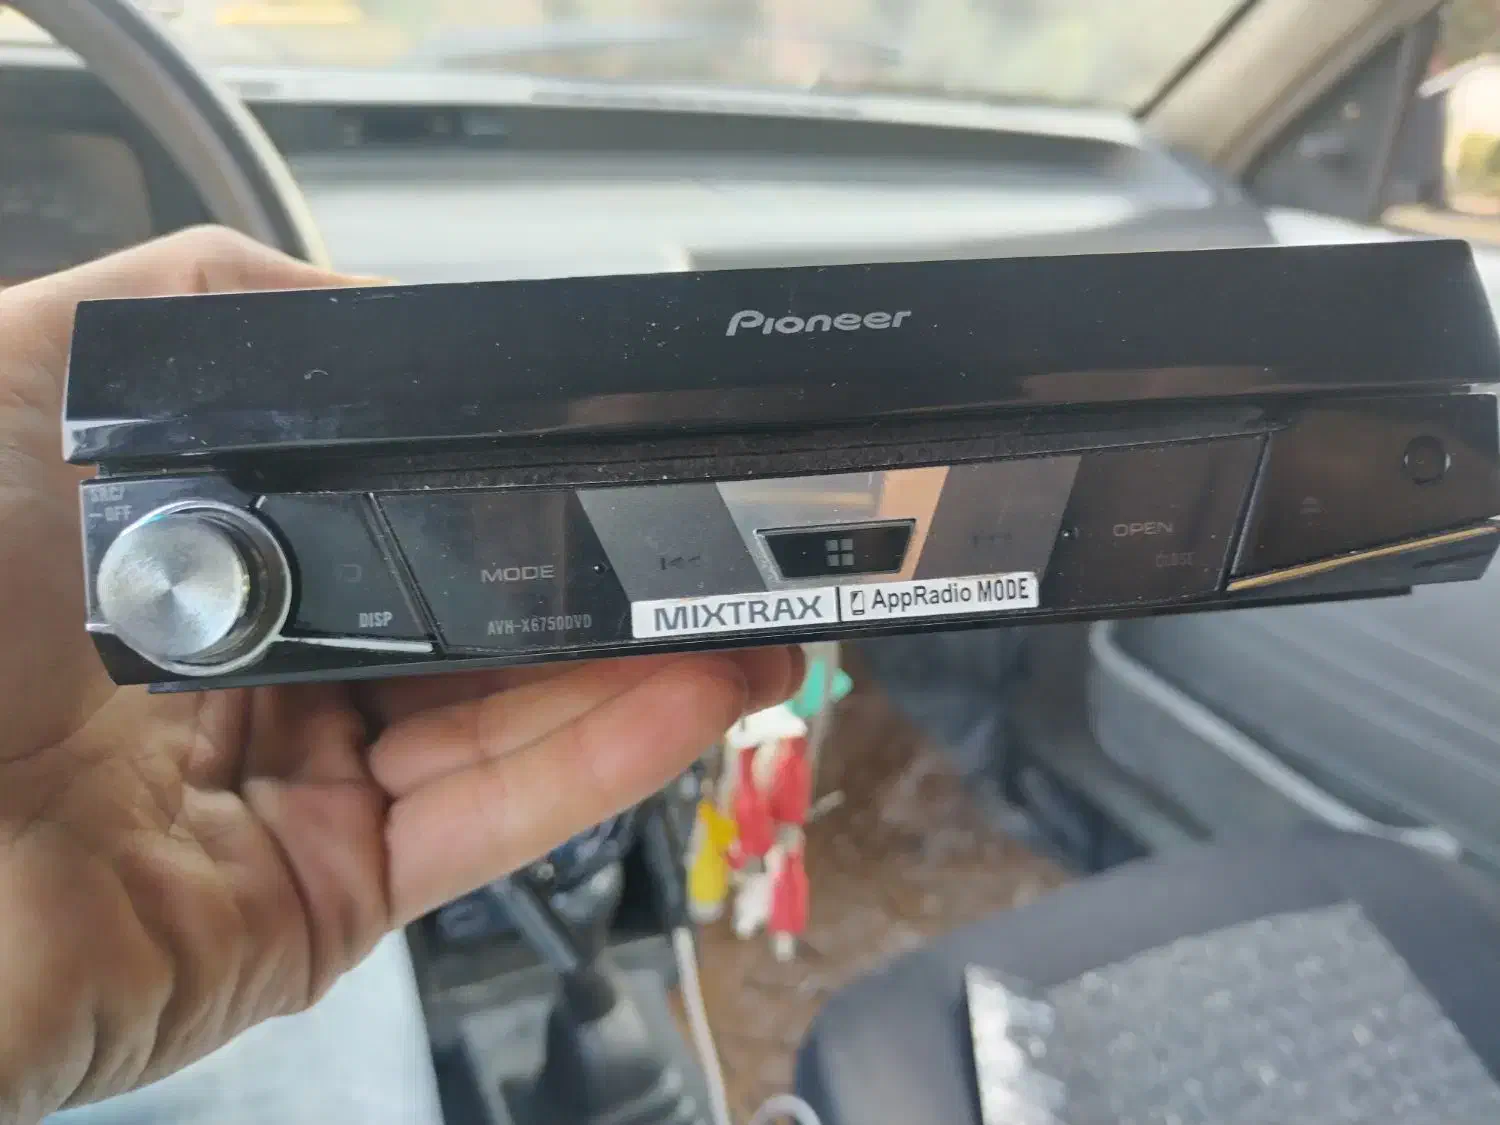 Pioneer
SRC/
OFF
DISP
MODE
AVH-X6750DVD
MIXTRAX
AppRadio MODE
OPEN
CLOSE